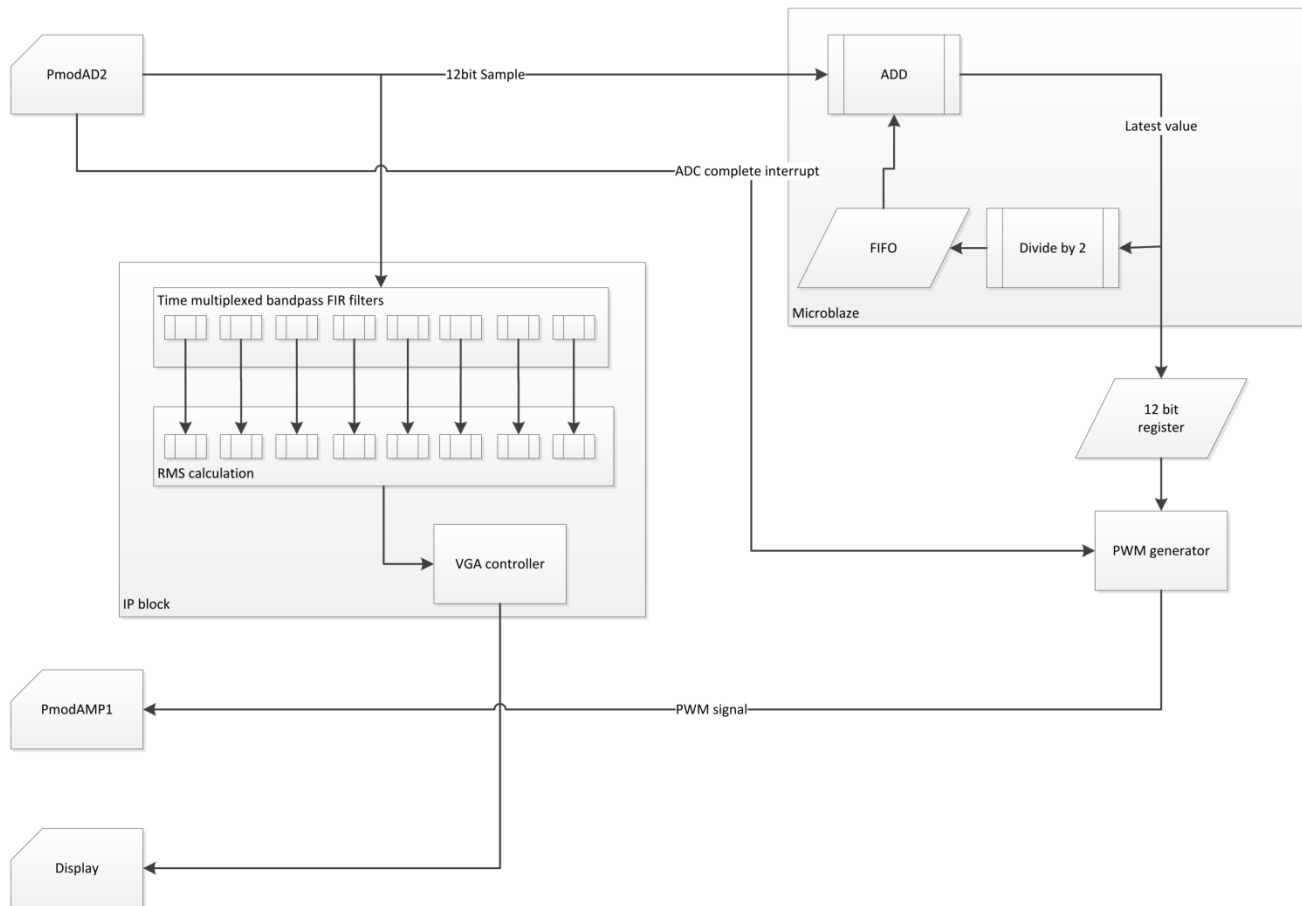 PmodAD2
12bit Sample
ADD
Latest value
ADC complete interrupt
FIFO
Divide by 2
Microblaze
Time multiplexed bandpass FIR filters
RMS calculation
12 bit
register
VGA controller
PWM generator
IP block
PmodAMP1
PWM signal
Display